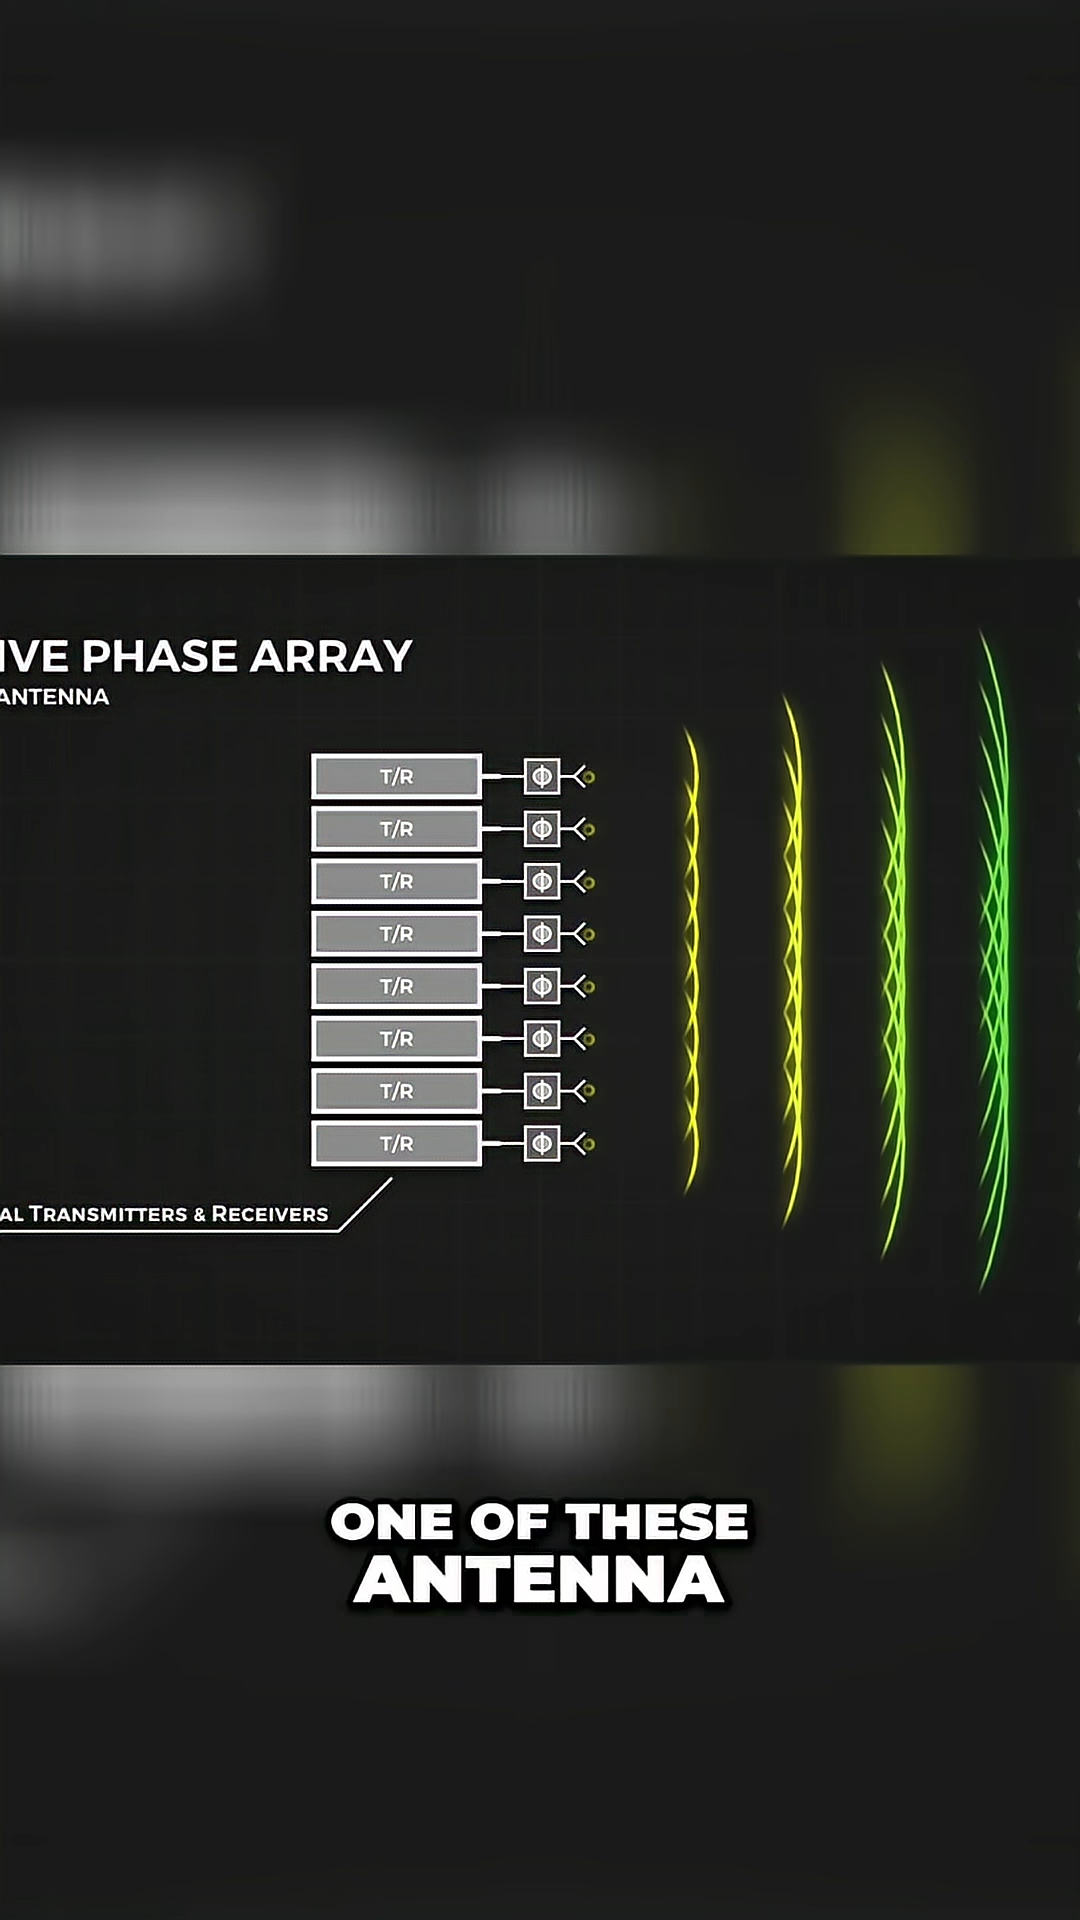 IVE PHASE ARRAY
ANTENNA
T/R Φ
T/R Φ
T/R Φ
T/R Φ
T/R Φ
T/R Φ
T/R Φ
T/R Φ
AL TRANSMITTERS & RECEIVERS
ONE OF THESE
ANTENNA